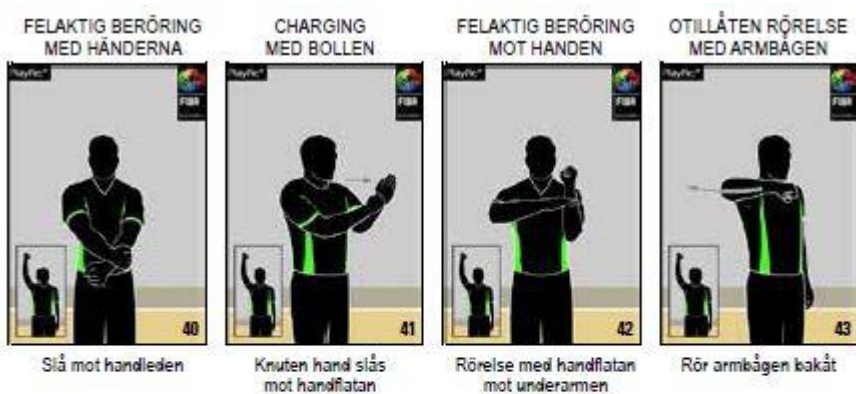 FELAKTIG BERÖRING
MED HÄNDERNA
CHARGING
MED BOLLEN
FELAKTIG BERÖRING
MOT HANDEN
OTILLÅTEN RÖRELSE
MED ARMBÅGEN
FIBA
FIBA
FIBA
FIBA
40
41
42
43
Slå mot handleden
Knuten hand slås
mot handflatan
Rörelse med handflatan
mot underarmen
Rör armbågen bakåt